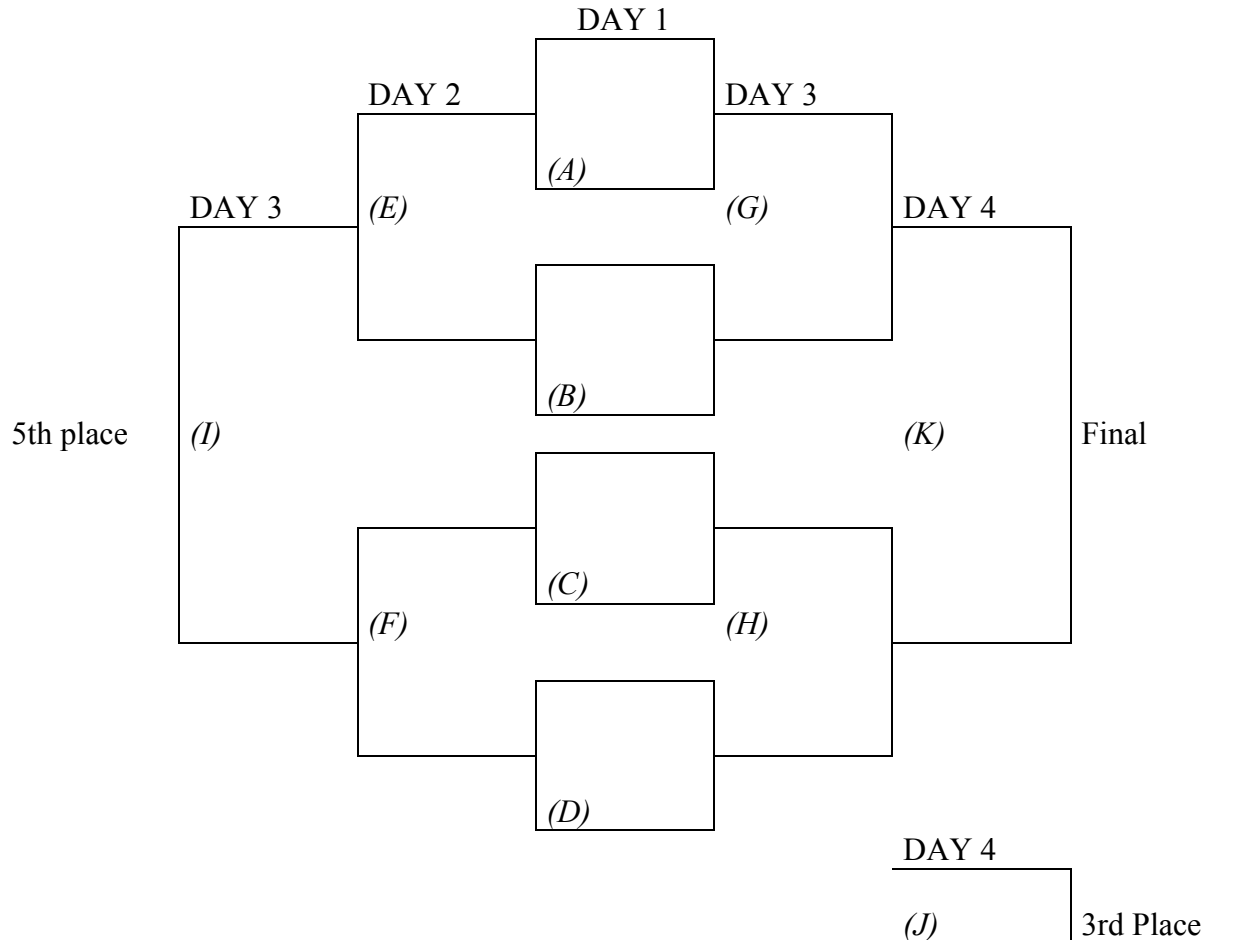 DAY 1
DAY 2
DAY 3
(A)
DAY 3
(E)
(G)
DAY 4
(B)
5th place
(I)
(K)
Final
(C)
(F)
(H)
(D)
DAY 4
(J)
3rd Place